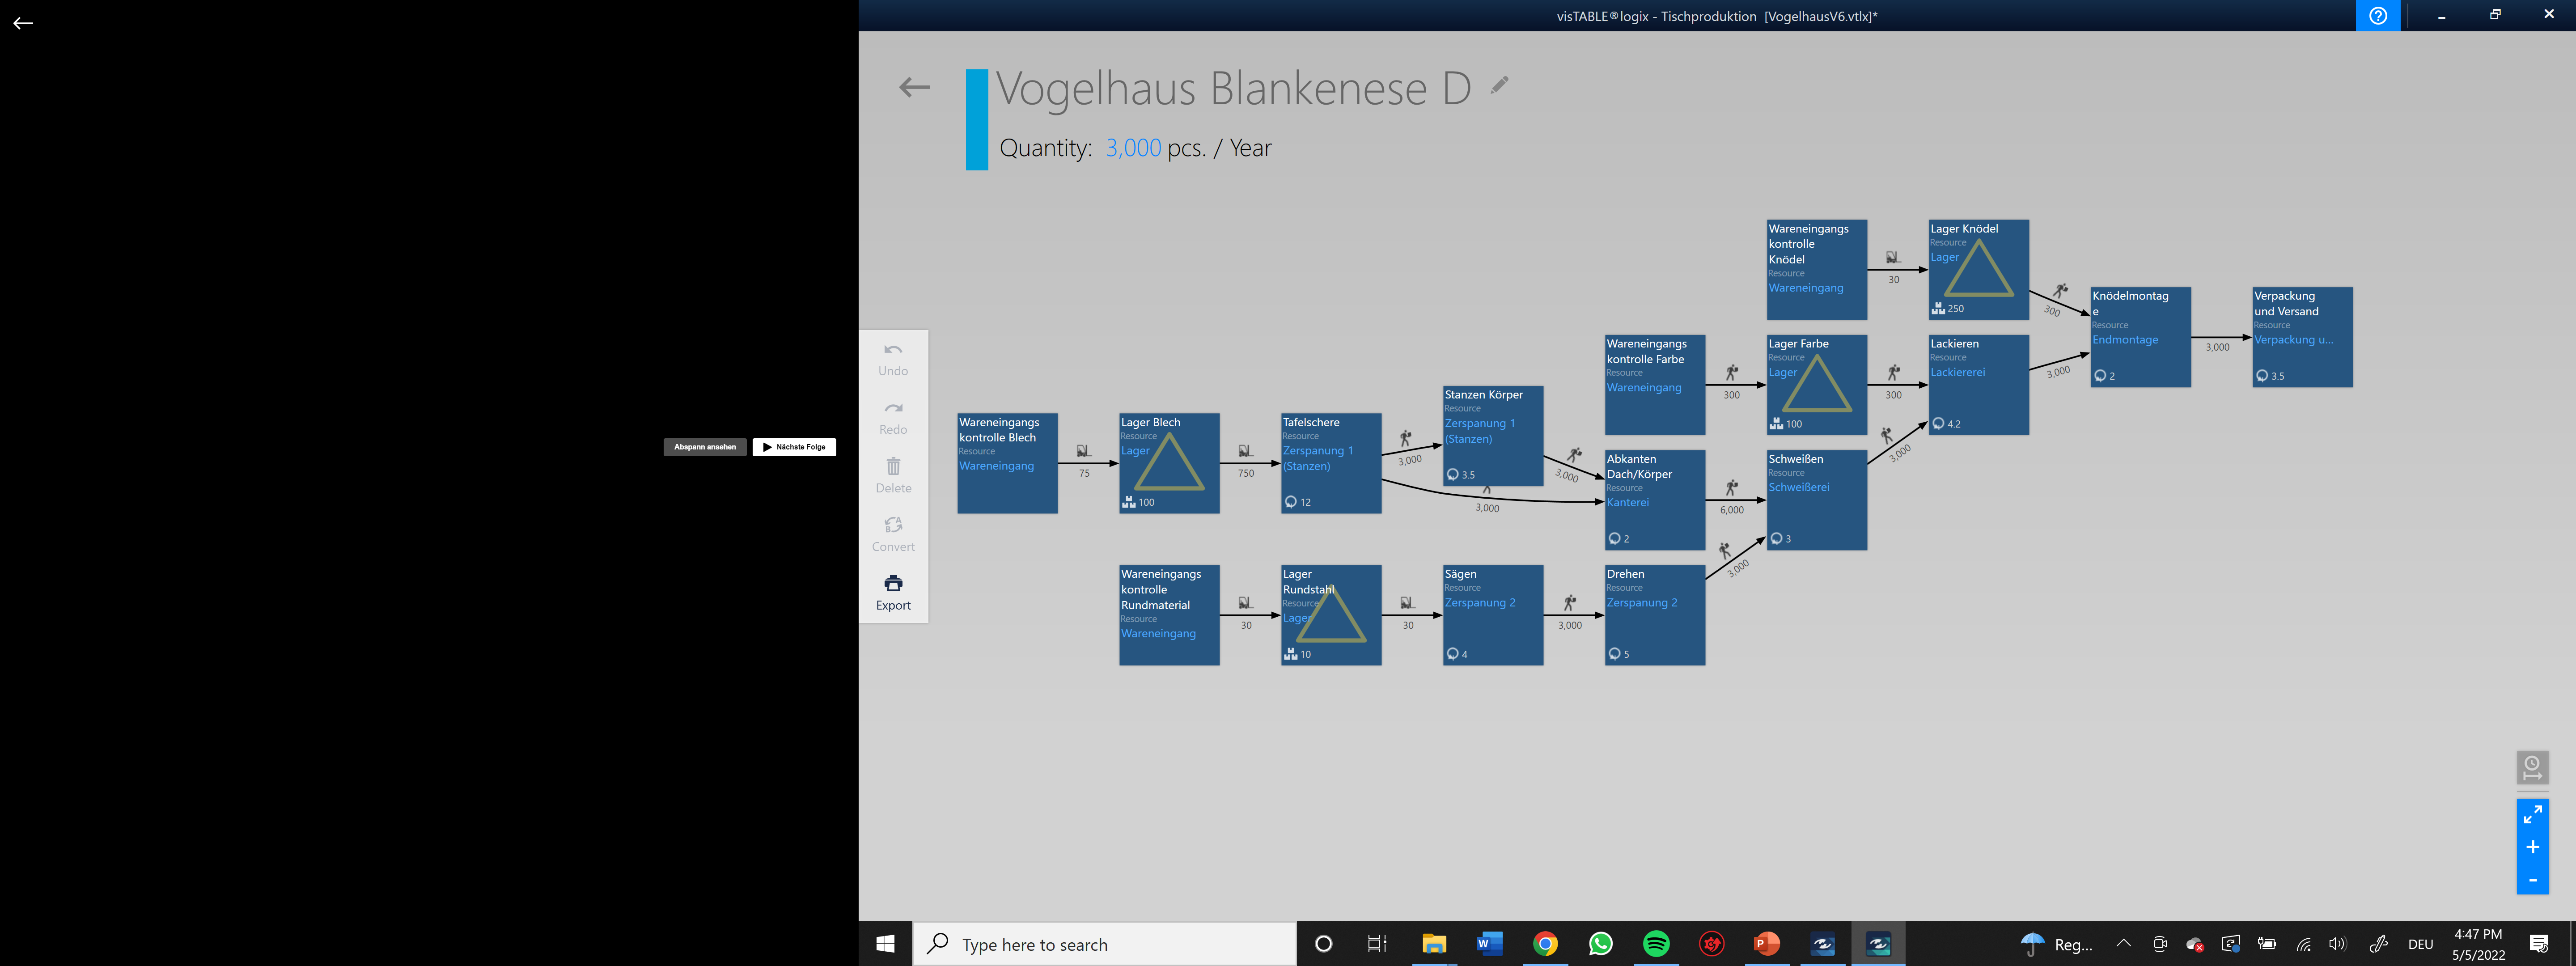 Abspann ansehen
Nächste Folge
visTABLE®logix - Tischproduktion [VogelhausV6.vtlx]*
Vogelhaus Blankenese D
Quantity: 3,000 pcs. / Year
Undo
Redo
Delete
Convert
Export
Wareneingangs
kontrolle
Knödel
Resource
Wareneingang
30
Lager Knödel
Resource
Lager
250
300
Knödelmontag
e
Resource
Endmontage
2
3,000
Verpackung
und Versand
Resource
Verpackung u...
3.5
Wareneingangs
kontrolle Farbe
Resource
Wareneingang
300
Lager Farbe
Resource
Lager
100
300
Lackieren
Resource
Lackiererei
4.2
3,000
Wareneingangs
kontrolle Blech
Resource
Wareneingang
75
Lager Blech
Resource
Lager
100
750
Tafelschere
Resource
Zerspanung 1
(Stanzen)
12
3,000
3,000
Stanzen Körper
Resource
Zerspanung 1
(Stanzen)
3.5
3,000
Abkanten
Dach/Körper
Resource
Kanterei
2
6,000
Schweißen
Resource
Schweißerei
3
3,000
Wareneingangs
kontrolle
Rundmaterial
Resource
Wareneingang
30
Lager
Rundstahl
Resource
Lager
10
30
Sägen
Resource
Zerspanung 2
4
3,000
Drehen
Resource
Zerspanung 2
5
3,000
Type here to search
Reg...
DEU
4:47 PM
5/5/2022